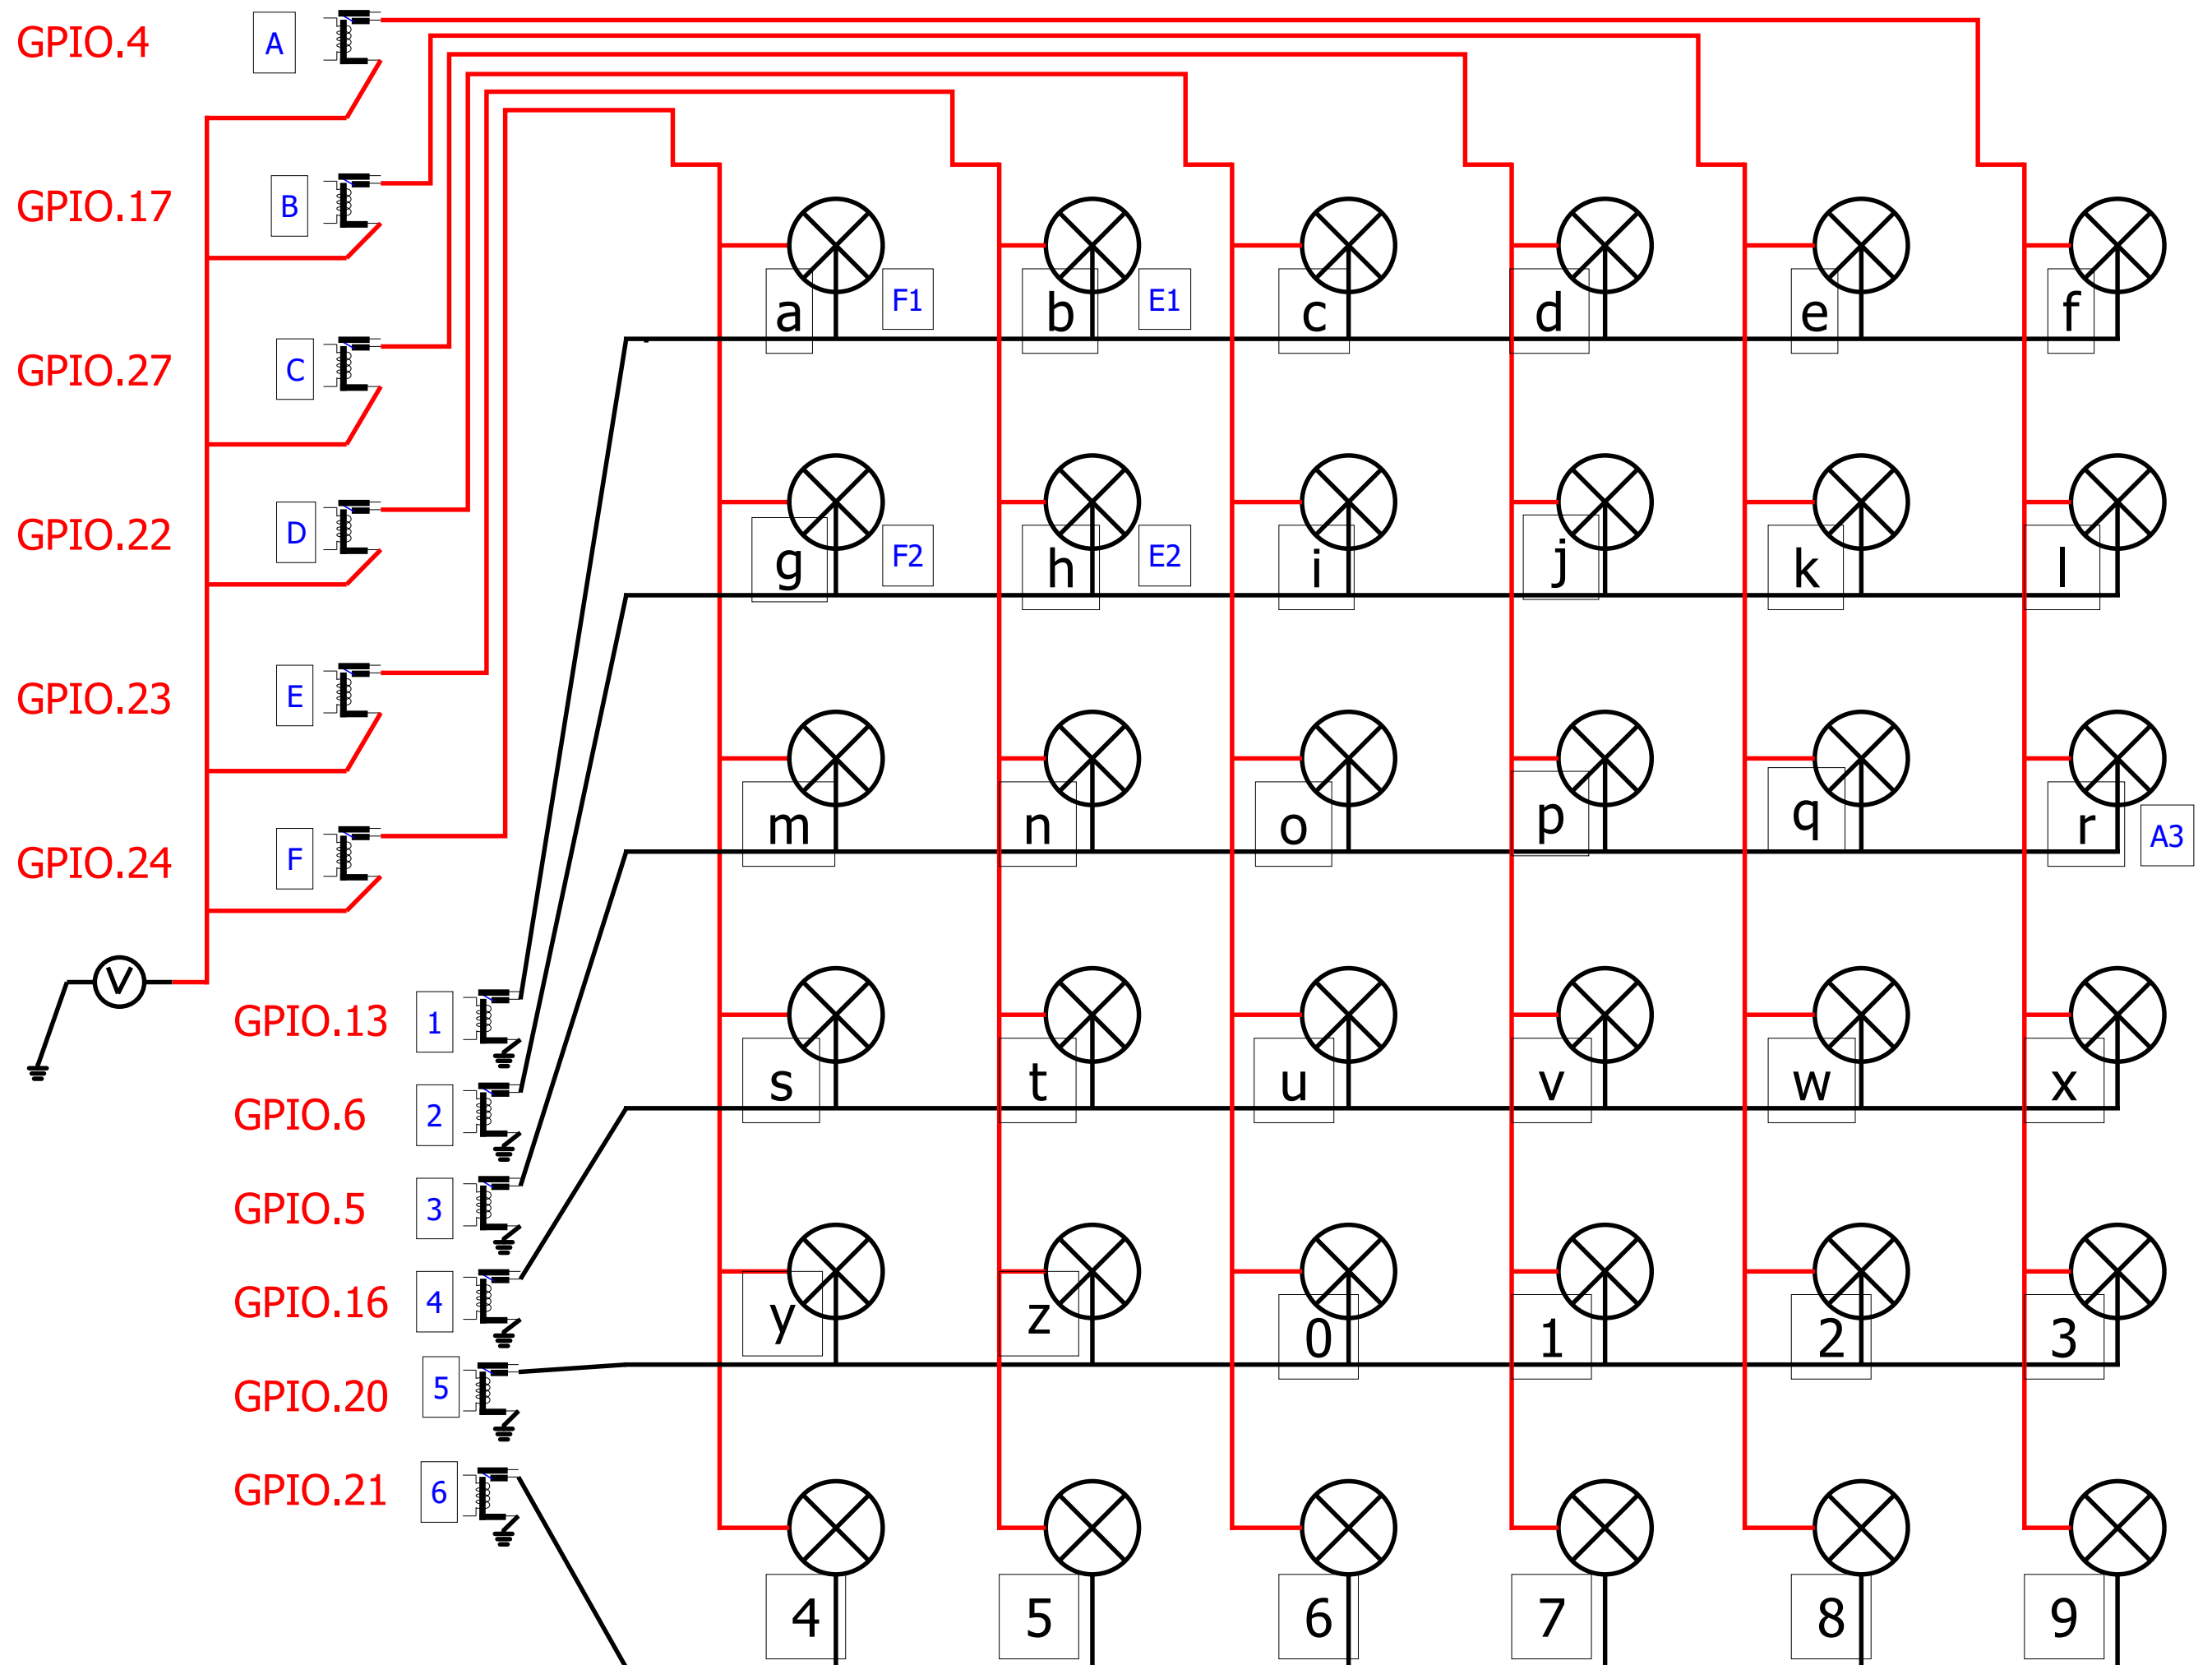 GPIO.4
A
GPIO.17
B
GPIO.27
C
GPIO.22
D
GPIO.23
E
GPIO.24
F
V
GPIO.13
1
GPIO.6
2
GPIO.5
3
GPIO.16
4
GPIO.20
5
GPIO.21
6
a F1 b E1 c d e f
g F2 h E2 i j k l
m n o p q r A3
s t u v w x
y z 0 1 2 3
4 5 6 7 8 9